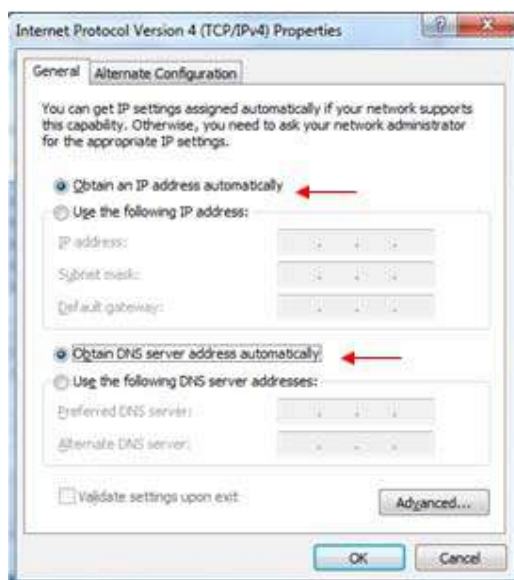 Internet Protocol Version 4 (TCP/IPv4) Properties
General
Alternate Configuration
You can get IP settings assigned automatically if your network supports
this capability. Otherwise, you need to ask your network administrator
for the appropriate IP settings.
Obtain an IP address automatically
Use the following IP address:
IP address:
Subnet mask:
Default gateway:
Obtain DNS server address automatically
Use the following DNS server addresses:
Preferred DNS server:
Alternate DNS server:
Validate settings upon exit
Advanced...
OK
Cancel